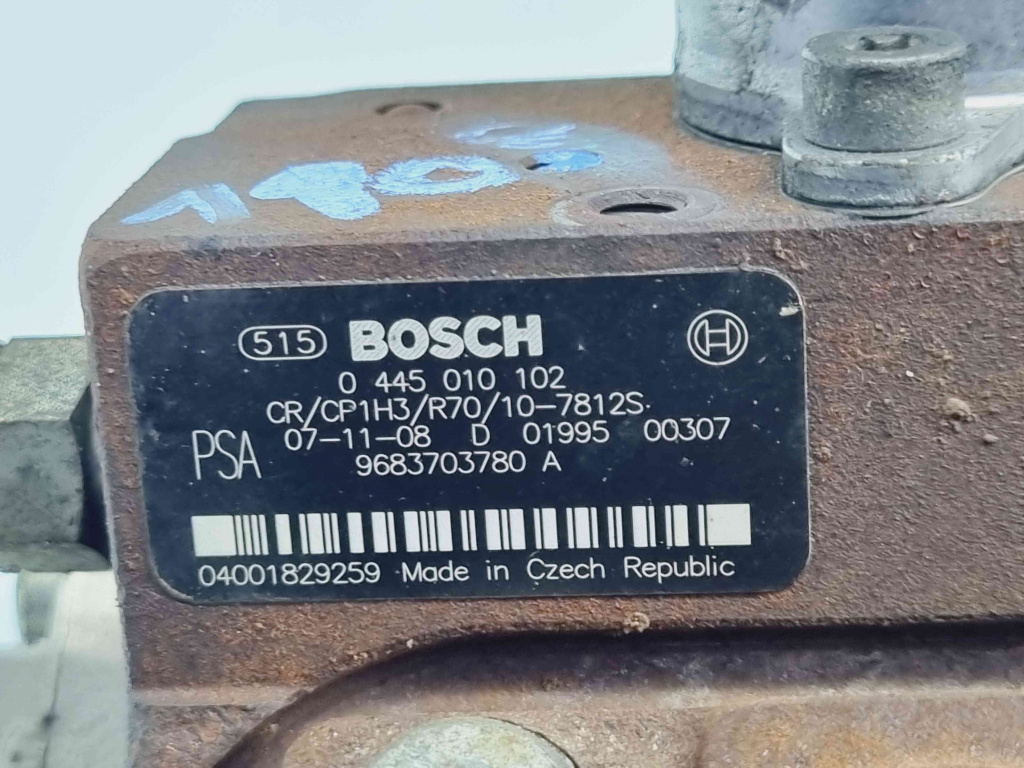 515 BOSCH
0 445 010 102
CR/CP1H3/R70/10-7812S
PSA 07-11-08 D 01995 00307
9683703780 A
04001829259 Made in Czech Republic